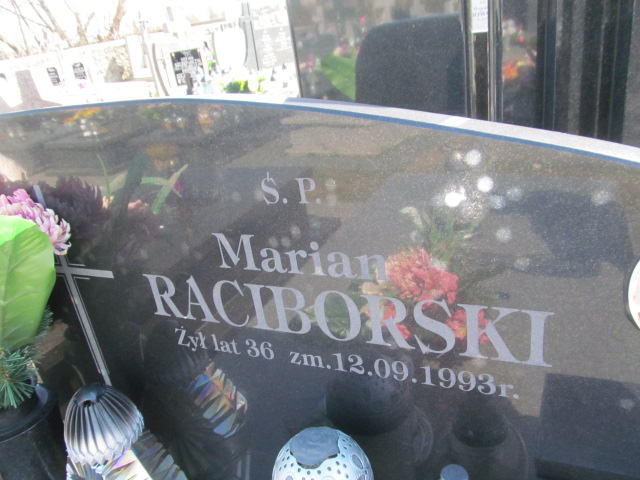 Ś. P.
Marian
RACIBORSKI
Żył lat 36 zm.12.09.1993r.